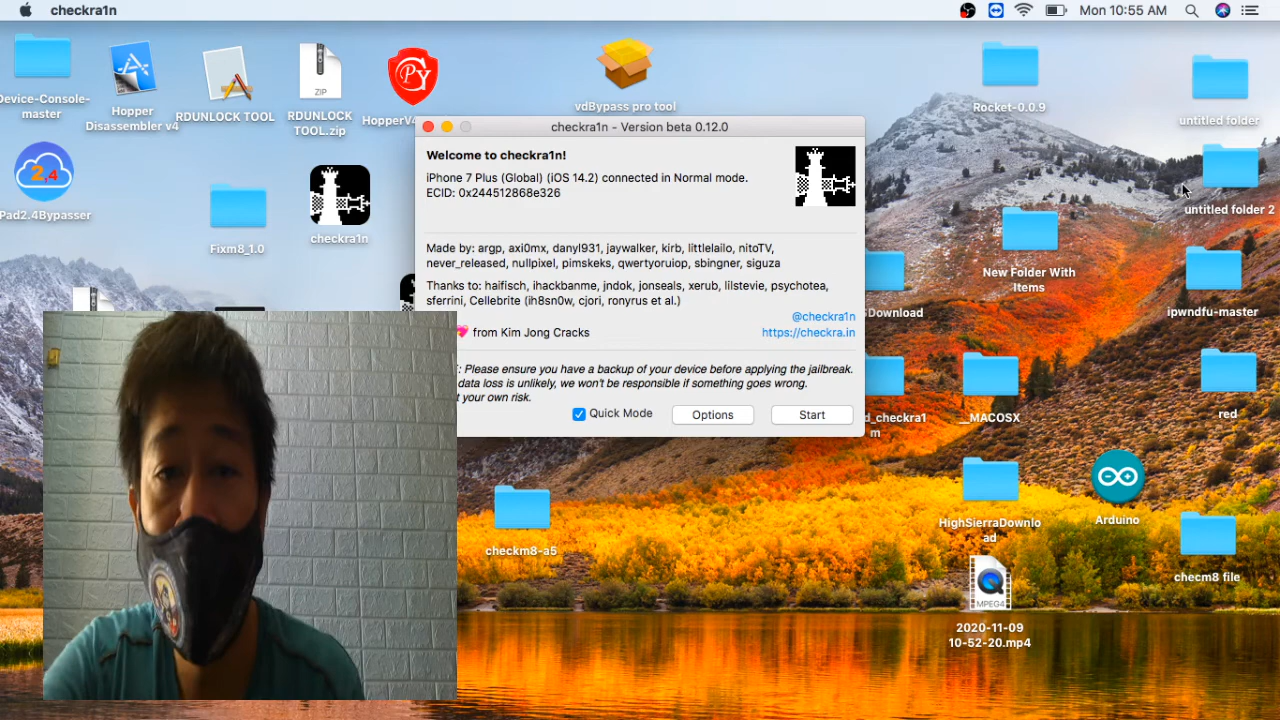 checkra1n
Mon 10:55 AM
Device-Console-
master
Hopper
Disassembler v4
RDUNLOCK TOOL
ZIP
RDUNLOCK
TOOL.zip
PY
HopperV4
vdBypass pro tool
Rocket-0.0.9
untitled folder
2,4
Pad2.4Bypasser
Fixm8_1.0
checkra1n
checkra1n - Version beta 0.12.0
Welcome to checkra1n!
iPhone 7 Plus (Global) (iOS 14.2) connected in Normal mode.
ECID: 0x244512868e326
Made by: argp, axi0mx, danyl931, jaywalker, kirb, littlelailo, nitoTV,
never_released, nullpixel, pimskeks, qwertyoruiop, sbingner, siguza
Thanks to: haifisch, ihackbanme, jndok, jonseals, xerub, lilstevie, psychotea,
sferrini, Cellebrite (ih8sn0w, cjori, ronyrus et al.)
@checkra1n
from Kim Jong Cracks
https://checkra.in
: Please ensure you have a backup of your device before applying the jailbreak.
data loss is unlikely, we won't be responsible if something goes wrong.
t your own risk.
Quick Mode
Options
Start
untitled folder 2
New Folder With
Items
Download
ipwndfu-master
d_checkra1
m
__MACOSX
red
checkm8-a5
HighSierraDownlo
ad
Arduino
checm8 file
MPEG4
2020-11-09
10-52-20.mp4